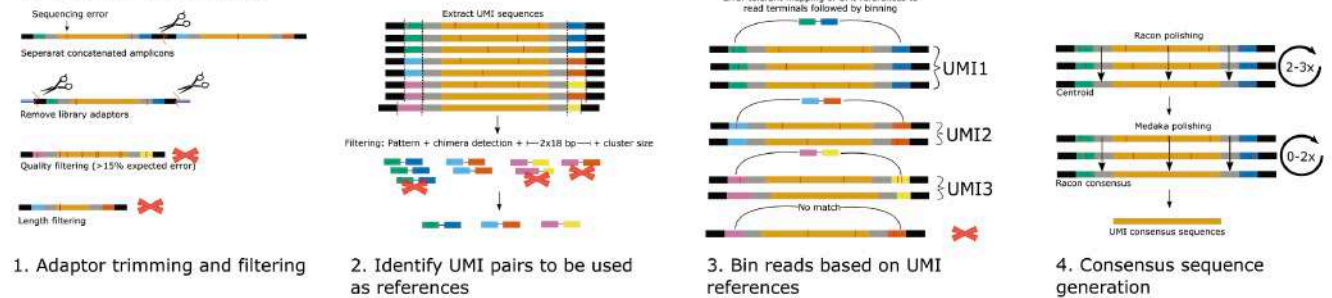 Sequencing error
Seperarat concatenated amplicons
Remove library adaptors
Quality filtering (>15% expected error)
Length filtering
1. Adaptor trimming and filtering
Extract UMI sequences
Filtering: Pattern + chimera detection + 2x18 bp + cluster size
2. Identify UMI pairs to be used
as references
read terminals followed by binning
UMI1
UMI2
UMI3
No match
3. Bin reads based on UMI
references
Racon polishing
2-3x
Centroid
Medaka polishing
0-2x
Racon consensus
UMI consensus sequences
4. Consensus sequence
generation